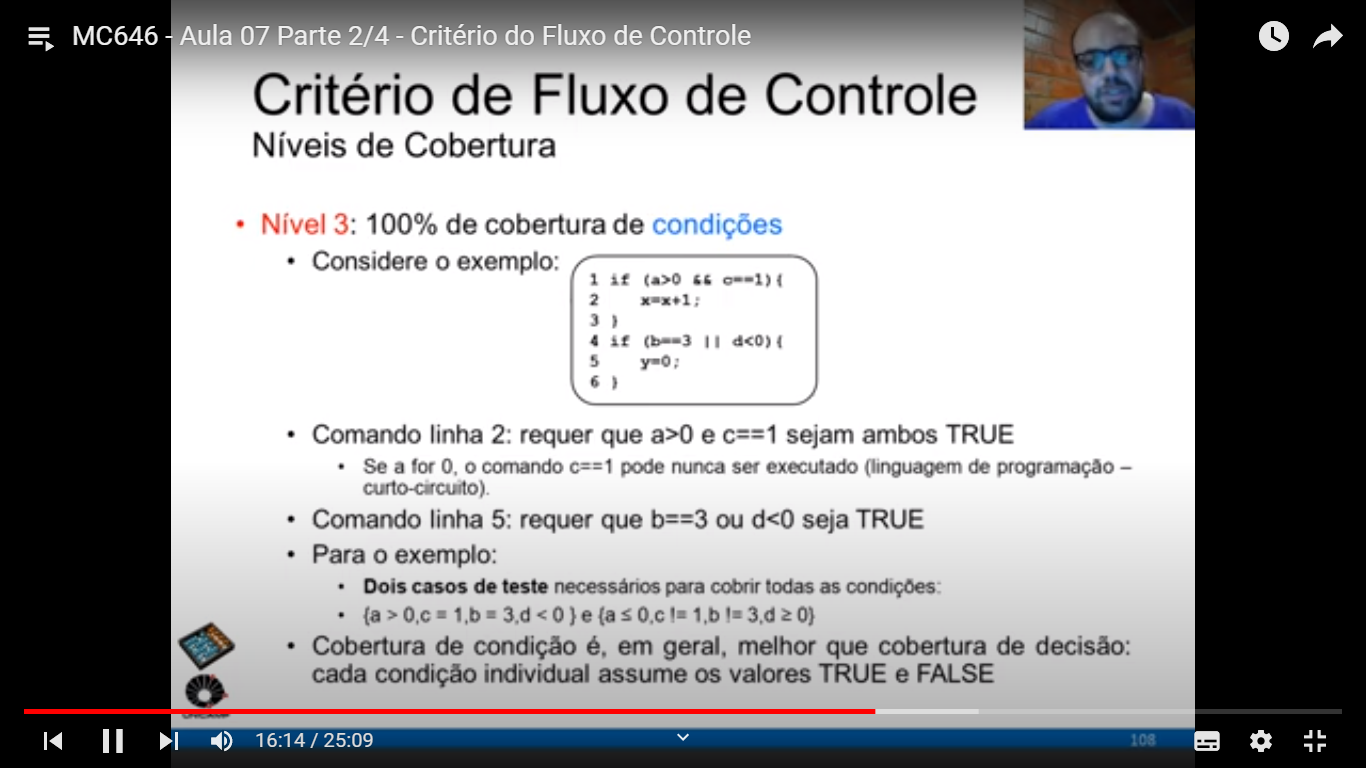 MC646 - Aula 07 Parte 2/4 - Critério do Fluxo de Controle
Critério de Fluxo de Controle
Níveis de Cobertura
• Nível 3: 100% de cobertura de condições
• Considere o exemplo:
1 if (a>0 && c==1){
2 x=x+1;
3 }
4 if (b==3 || d<0){
5 y=0;
6 }
• Comando linha 2: requer que a>0 e c==1 sejam ambos TRUE
• Se a for 0, o comando c==1 pode nunca ser executado (linguagem de programação –
curto-circuito).
• Comando linha 5: requer que b==3 ou d<0 seja TRUE
• Para o exemplo:
• Dois casos de teste necessários para cobrir todas as condições:
• {a > 0,c = 1,b = 3,d < 0 } e {a ≤ 0,c != 1,b != 3,d ≥ 0}
• Cobertura de condição é, em geral, melhor que cobertura de decisão:
cada condição individual assume os valores TRUE e FALSE
UNICAMP
16:14 / 25:09
108